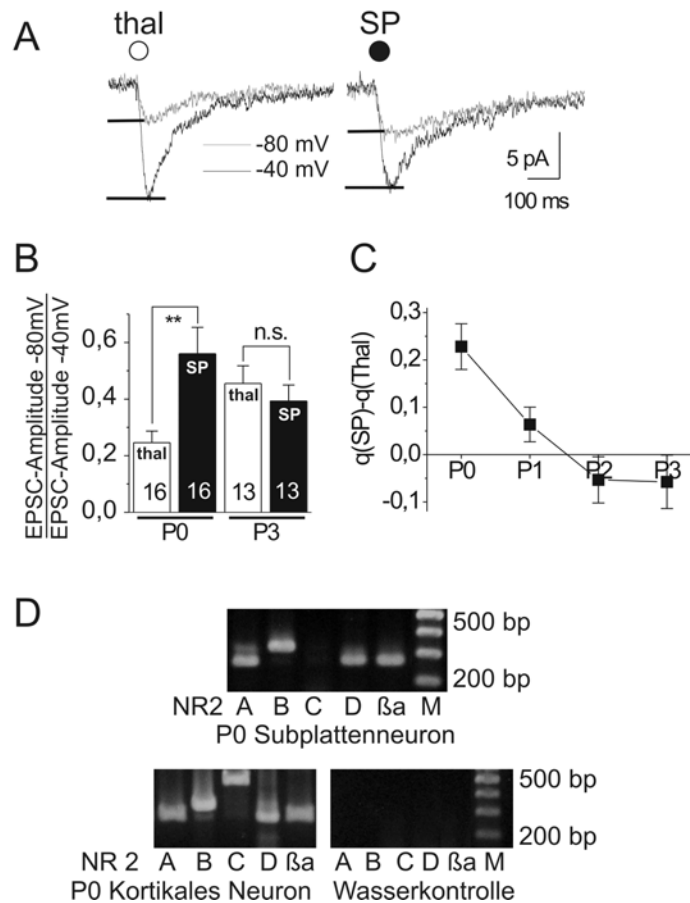 A
thal
SP
-80 mV
-40 mV
5 pA
100 ms
B
EPSC-Amplitude -80mV
EPSC-Amplitude -40mV
0,6
0,4
0,2
0,0
**
n.s.
thal
SP
thal
SP
16
16
13
13
P0
P3
C
q(SP)-q(Thal)
0,3
0,2
0,1
0,0
-0,1
P0
P1
P2
P3
D
500 bp
200 bp
NR2 A B C D ßa M
P0 Subplattenneuron
500 bp
200 bp
NR 2 A B C D ßa
A B C D ßa M
P0 Kortikales Neuron
Wasserkontrolle